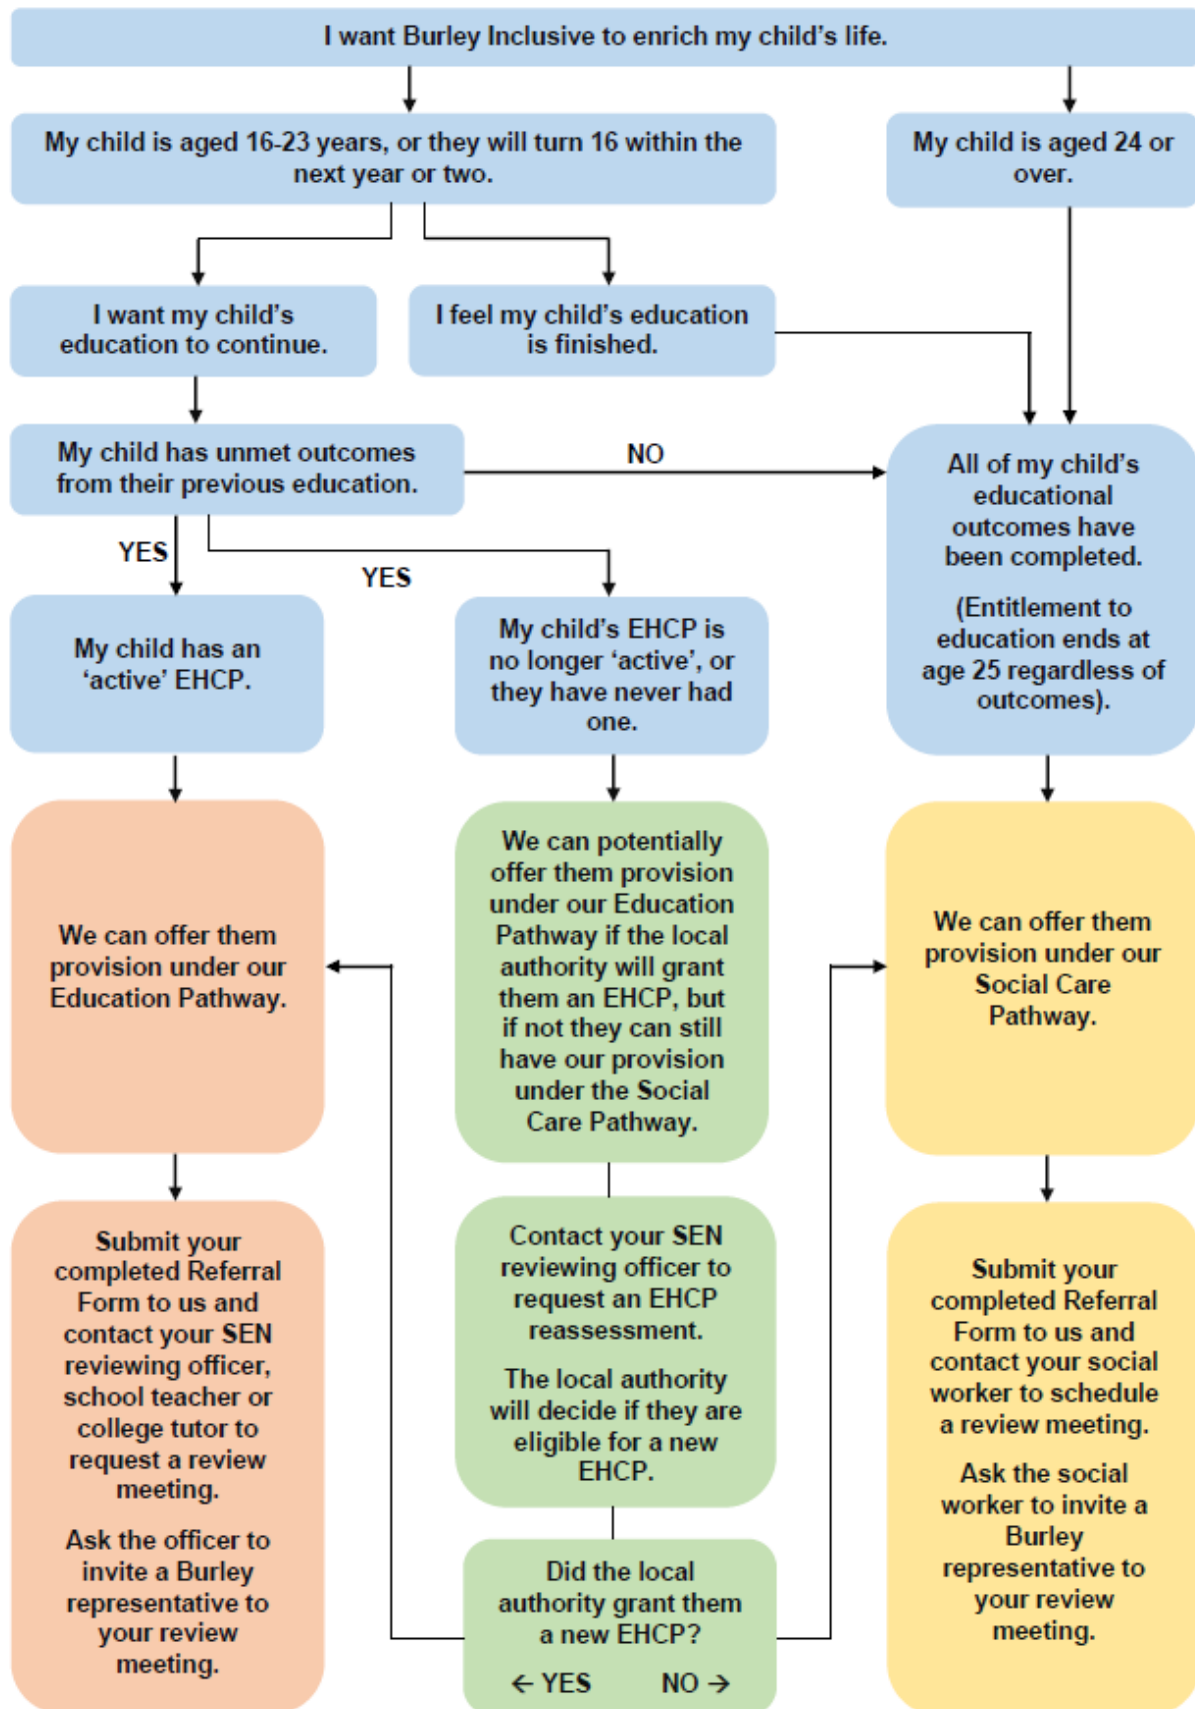 I want Burley Inclusive to enrich my child's life.
My child is aged 16-23 years, or they will turn 16 within the
next year or two.
My child is aged 24 or
over.
I want my child's
education to continue.
I feel my child's education
is finished.
My child has unmet outcomes
from their previous education.
NO
All of my child's
educational
outcomes have
been completed.
(Entitlement to
education ends at
age 25 regardless of
outcomes).
YES
YES
My child has an
‘active’ EHCP.
My child's EHCP is
no longer ‘active’, or
they have never had
one.
We can offer them
provision under our
Education Pathway.
We can potentially
offer them provision
under our Education
Pathway if the local
authority will grant
them an EHCP, but
if not they can still
have our provision
under the Social
Care Pathway.
We can offer them
provision under our
Social Care
Pathway.
Submit your
completed Referral
Form to us and
contact your SEN
reviewing officer,
school teacher or
college tutor to
request a review
meeting.
Ask the officer to
invite a Burley
representative to
your review
meeting.
Contact your SEN
reviewing officer to
request an EHCP
reassessment.
The local authority
will decide if they are
eligible for a new
EHCP.
Did the local
authority grant them
a new EHCP?
← YES NO →
Submit your
completed Referral
Form to us and
contact your social
worker to schedule
a review meeting.
Ask the social
worker to invite a
Burley
representative to
your review
meeting.